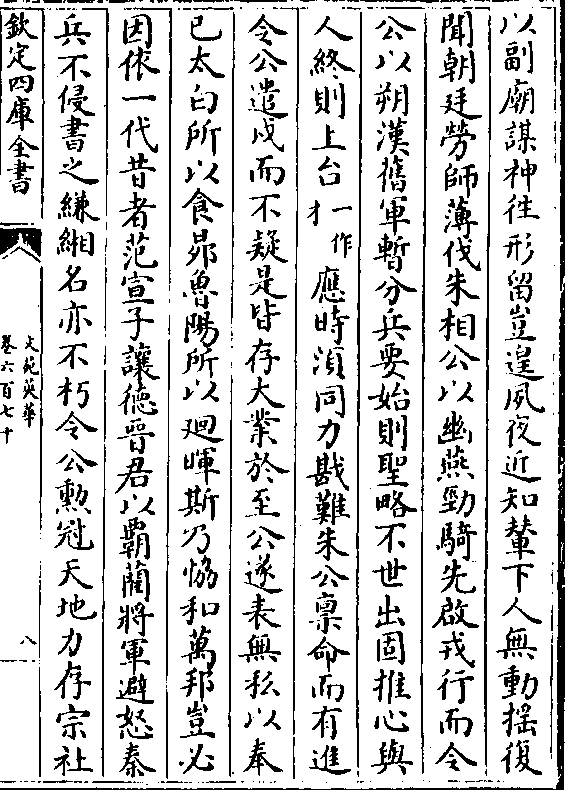 以副廟謀神往形留豈遑夙夜近知輦下人無動揺復
聞朝廷勞師薄伐朱相公以幽燕勁騎先啟戎行而令
公以朔漢舊軍暫分兵要始則聖略不世出固推心與
人終則上台一作才應時須同力戡難朱公稟命而有進
令公遣戍而不疑是皆存大業於至公遂表無私以奉
已太白所以食昴魯陽所以迴暉斯乃恊和萬邦豈必
因依一代昔者范宣子讓德晉君以霸藺將軍避怒秦
兵不侵書之縑緗名亦不朽令公勲冠天地力存宗社
欽定四庫全書
文苑英華
卷六百七十
八